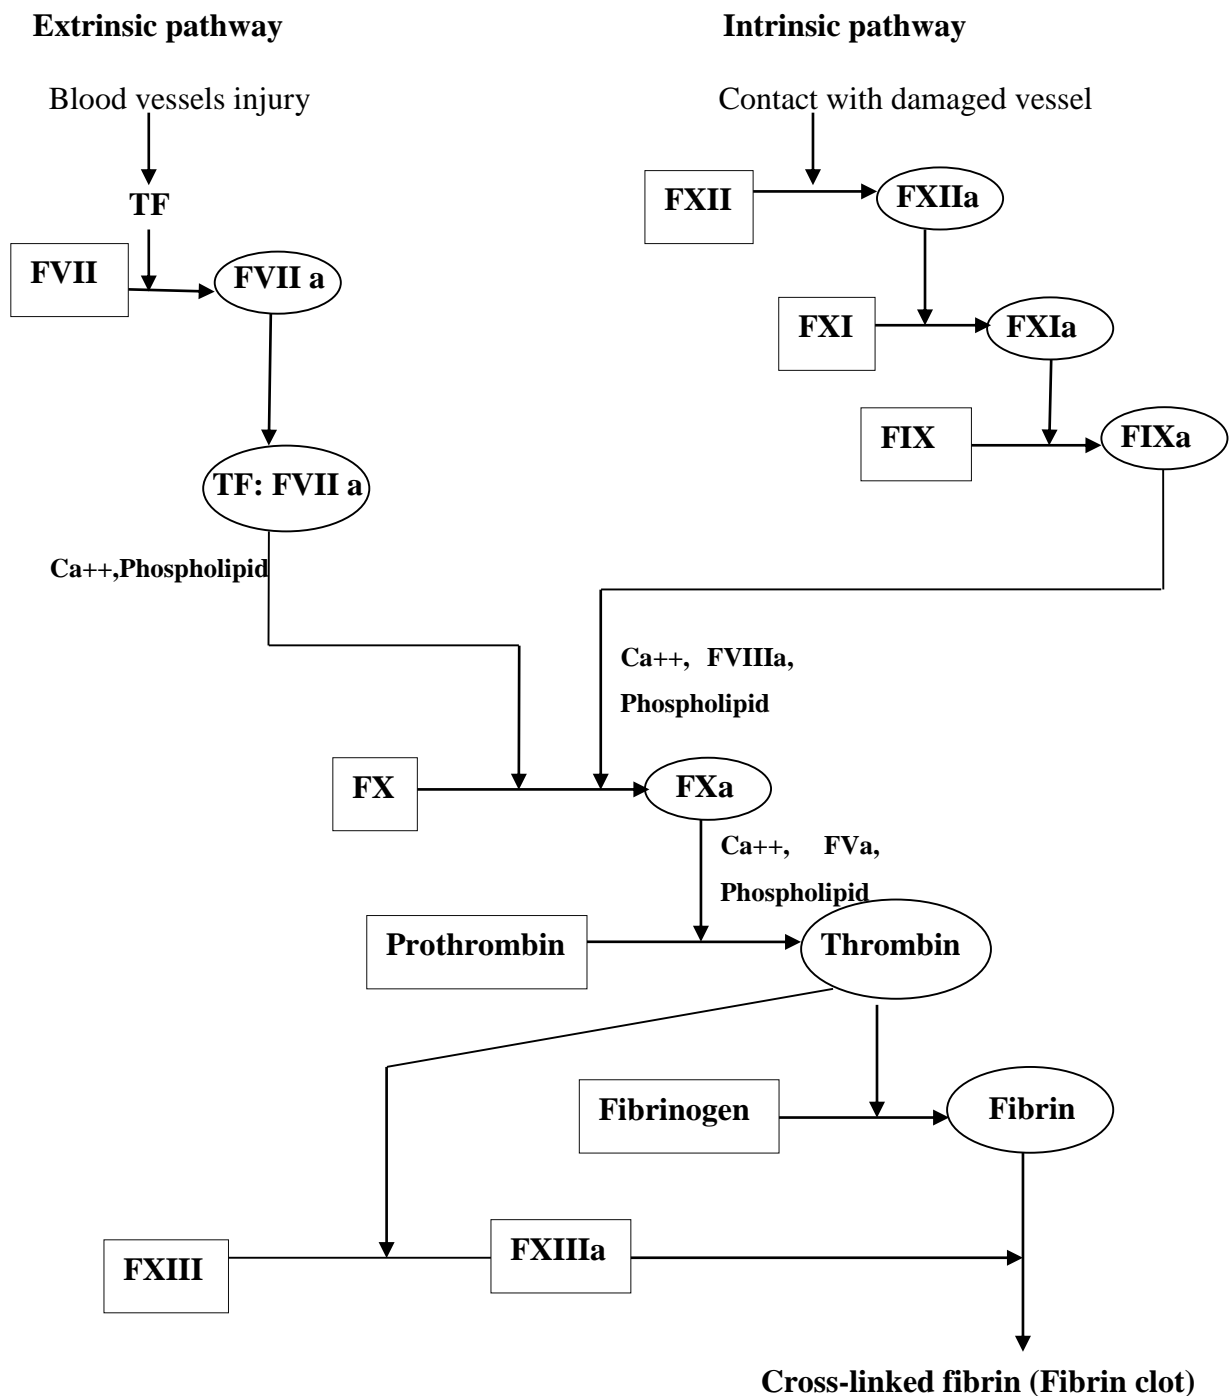 Extrinsic pathway
Intrinsic pathway
Blood vessels injury
Contact with damaged vessel
TF
FXII
FXIIa
FVII
FVII a
FXI
FXIa
FIX
FIXa
TF: FVII a
Ca++,Phospholipid
Ca++, FVIIIa,
Phospholipid
FX
FXa
Ca++, FVa,
Phospholipid
Prothrombin
Thrombin
Fibrinogen
Fibrin
FXIII
FXIIIa
Cross-linked fibrin (Fibrin clot)